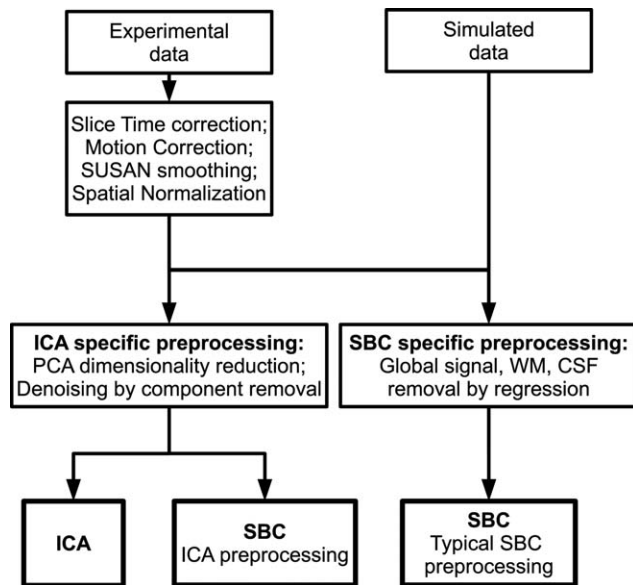 Experimental
data
Simulated
data
Slice Time correction;
Motion Correction;
SUSAN smoothing;
Spatial Normalization
ICA specific preprocessing:
PCA dimensionality reduction;
Denoising by component removal
SBC specific preprocessing:
Global signal, WM, CSF
removal by regression
ICA
SBC
ICA preprocessing
SBC
Typical SBC
preprocessing